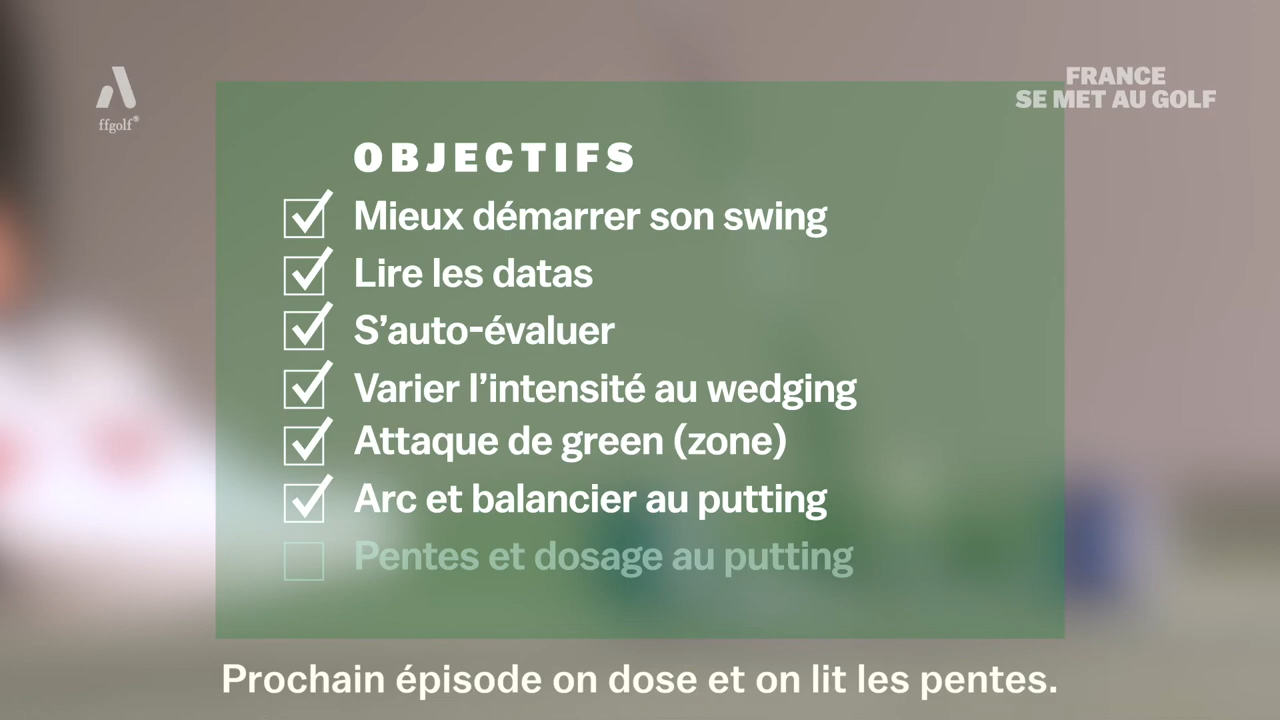 ffgolf
FRANCE
SE MET AU GOLF
OBJECTIFS
Mieux démarrer son swing
Lire les datas
S'auto-évaluer
Varier l'intensité au wedging
Attaque de green (zone)
Arc et balancier au putting
Pentes et dosage au putting
Prochain épisode on dose et on lit les pentes.